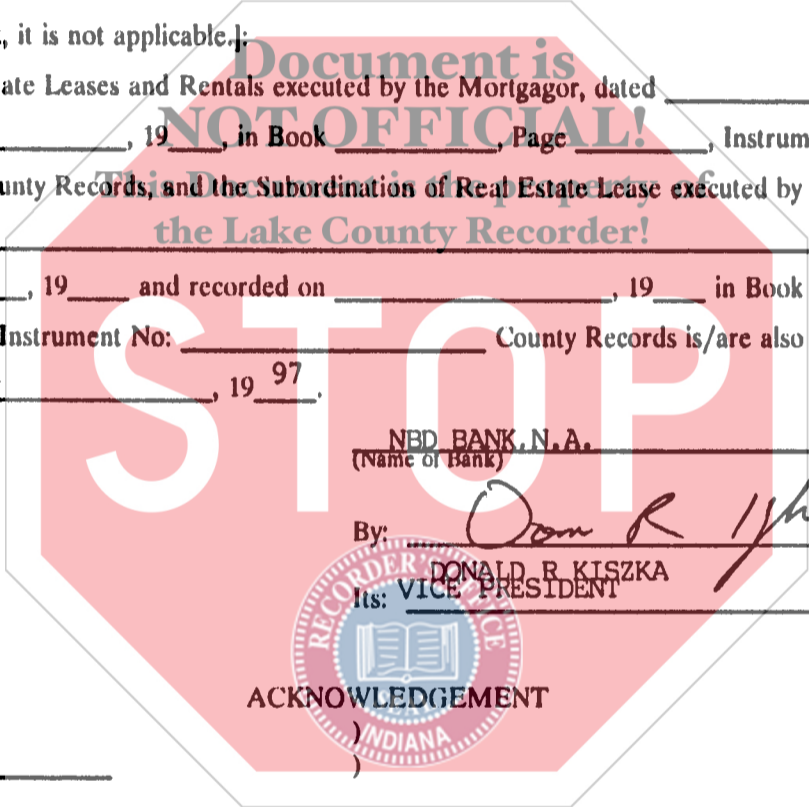 , it is not applicable.]:
Document is
ate Leases and Rentals executed by the Mortgagor, dated
NOT OFFICIAL!
, 19 , in Book , Page , Instrum
This Document is the property of
unty Records, and the Subordination of Real Estate Lease executed by
the Lake County Recorder!
, 19 and recorded on , 19 in Book
Instrument No: County Records is/are also
STOP
, 19 97.
NBD BANK, N.A.
(Name of Bank)
By:
DONALD R KISZKA
Its: VICE PRESIDENT
RECORDER'S OFFICE
SEAL
INDIANA
ACKNOWLEDGEMENT
)
)